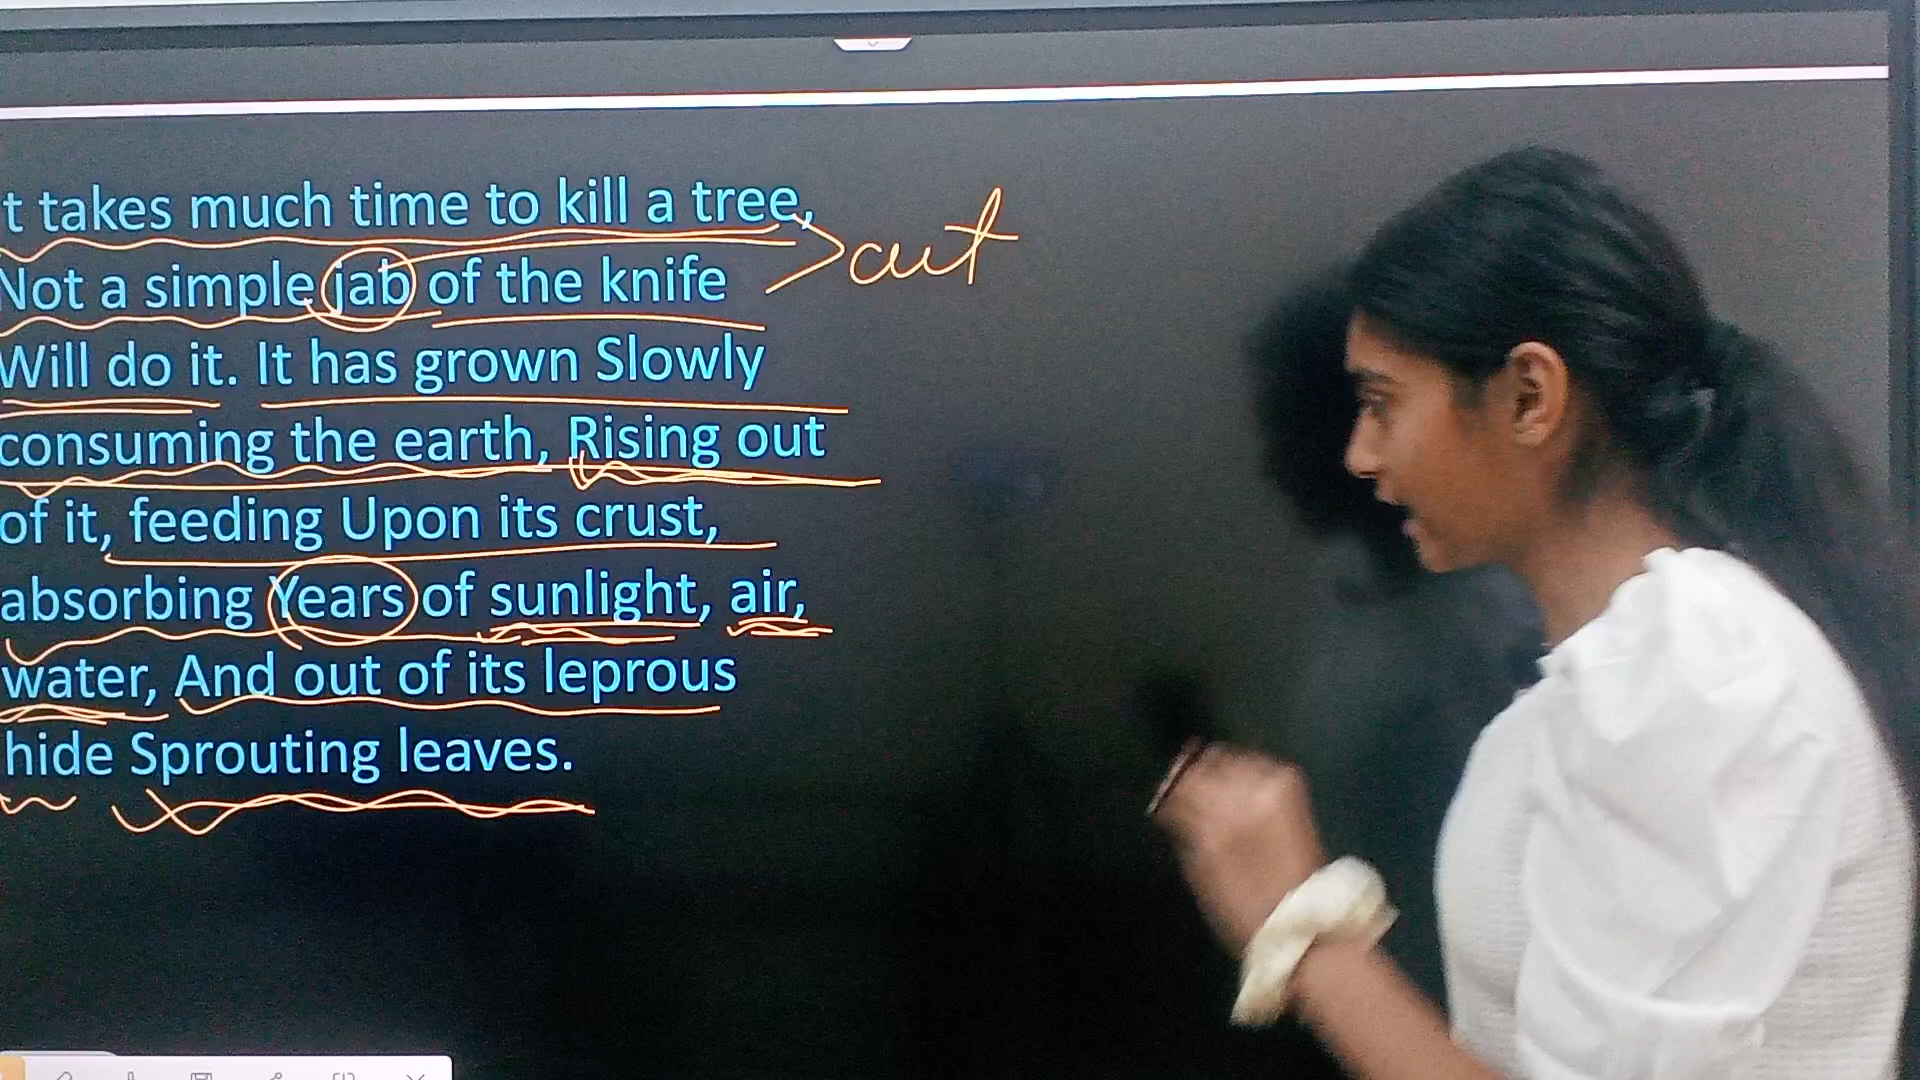 t takes much time to kill a tree,
Not a simple jab of the knife
cut
Will do it. It has grown Slowly
consuming the earth, Rising out
of it, feeding Upon its crust,
absorbing Years of sunlight, air,
water, And out of its leprous
hide Sprouting leaves.